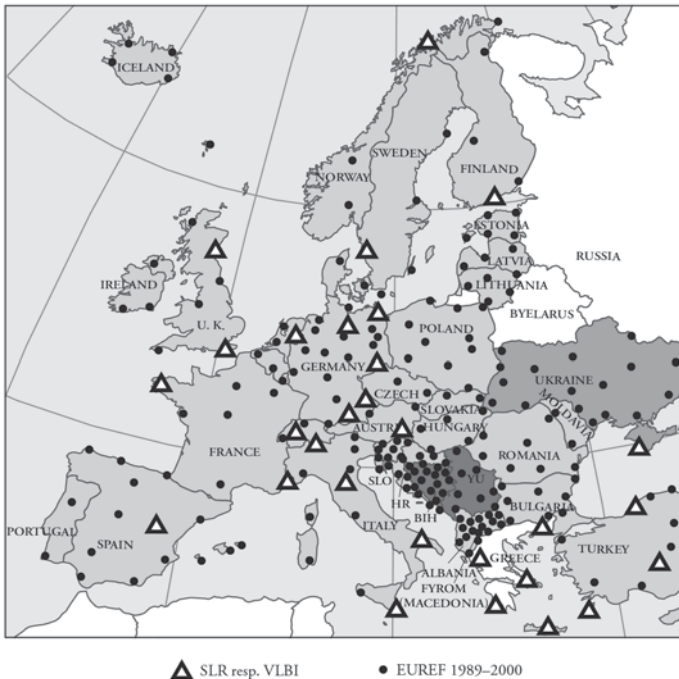 ICELAND
SWEDEN
NORWAY
FINLAND
ESTONIA
RUSSIA
LATVIA
IRELAND
LITHUANIA
BYELARUS
U. K.
POLAND
GERMANY
UKRAINE
CZECH
MOLDAVIA
SLOVAKIA
AUSTRIA
HUNGARY
FRANCE
ROMANIA
SLO
YU
HR
BULGARIA
BIH
PORTUGAL
SPAIN
ITALY
TURKEY
GREECE
ALBANIA
FYROM
(MACEDONIA)
SLR resp. VLBI
EUREF 1989–2000